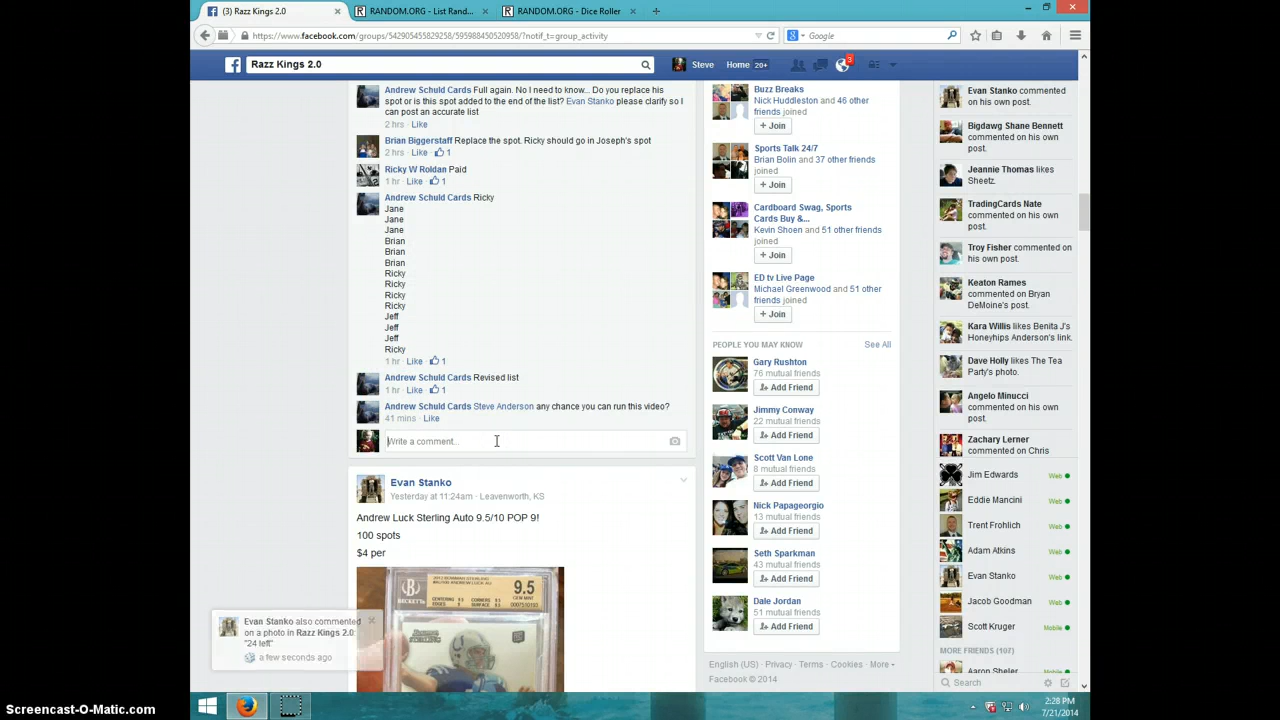 (3) Razz Kings 2.0
RANDOM.ORG - List Rand...
RANDOM.ORG - Dice Roller
https://www.facebook.com/groups/542905455829258/595988450520958/?notif_t=group_activity
Google
Razz Kings 2.0
Steve
Home 20+
3
Andrew Schuld Cards Full again. No I need to know... Do you replace his
spot or is this spot added to the end of the list? Evan Stanko please clarify so I
can post an accurate list
2 hrs · Like
Brian Biggerstaff Replace the spot. Ricky should go in Joseph's spot
2 hrs · Like · 1
Ricky W Roldan Paid
1 hr · Like · 1
Andrew Schuld Cards Ricky
Jane
Jane
Jane
Brian
Brian
Brian
Ricky
Ricky
Ricky
Ricky
Jeff
Jeff
Jeff
Ricky
1 hr · Like · 1
Andrew Schuld Cards Revised list
1 hr · Like · 1
Andrew Schuld Cards Steve Anderson any chance you can run this video?
41 mins · Like
Write a comment...
Evan Stanko
Yesterday at 11:24am · Leavenworth, KS
Andrew Luck Sterling Auto 9.5/10 POP 9!
100 spots
$4 per
BECKETT
9.5
GEM MINT
Evan Stanko also commented
on a photo in Razz Kings 2.0:
"24 left"
a few seconds ago
Buzz Breaks
Nick Huddleston and 46 other
friends joined
+ Join
Sports Talk 24/7
Brian Bolin and 37 other friends
joined
+ Join
Cardboard Swag, Sports
Cards Buy &...
Kevin Shoen and 51 other friends
joined
+ Join
ED tv Live Page
Michael Greenwood and 51 other
friends joined
+ Join
PEOPLE YOU MAY KNOW
See All
Gary Rushton
76 mutual friends
Add Friend
Jimmy Conway
22 mutual friends
Add Friend
Scott Van Lone
8 mutual friends
Add Friend
Nick Papageorgio
13 mutual friends
Add Friend
Seth Sparkman
43 mutual friends
Add Friend
Dale Jordan
51 mutual friends
Add Friend
English (US) · Privacy · Terms · Cookies · More
Facebook © 2014
Evan Stanko commented
on his own post.
Bigdawg Shane Bennett
commented on his own
post.
Jeannie Thomas likes
Sheetz.
TradingCards Nate
commented on his own
post.
Troy Fisher commented on
his own post.
Keaton Rames
commented on Bryan
DeMoine's post.
Kara Willis likes Benita J's
Honeyhips Anderson's link.
Dave Holly likes The Tea
Party's photo.
Angelo Minucci
commented on his own
post.
Zachary Lerner
commented on Chris
Jim Edwards
Web
Eddie Mancini
Web
Trent Frohlich
Web
Adam Atkins
Web
Evan Stanko
Web
Jacob Goodman
Web
Scott Kruger
Mobile
MORE FRIENDS (107)
Aaron Sheler
Search
2:28 PM
7/21/2014
Screencast-O-Matic.com